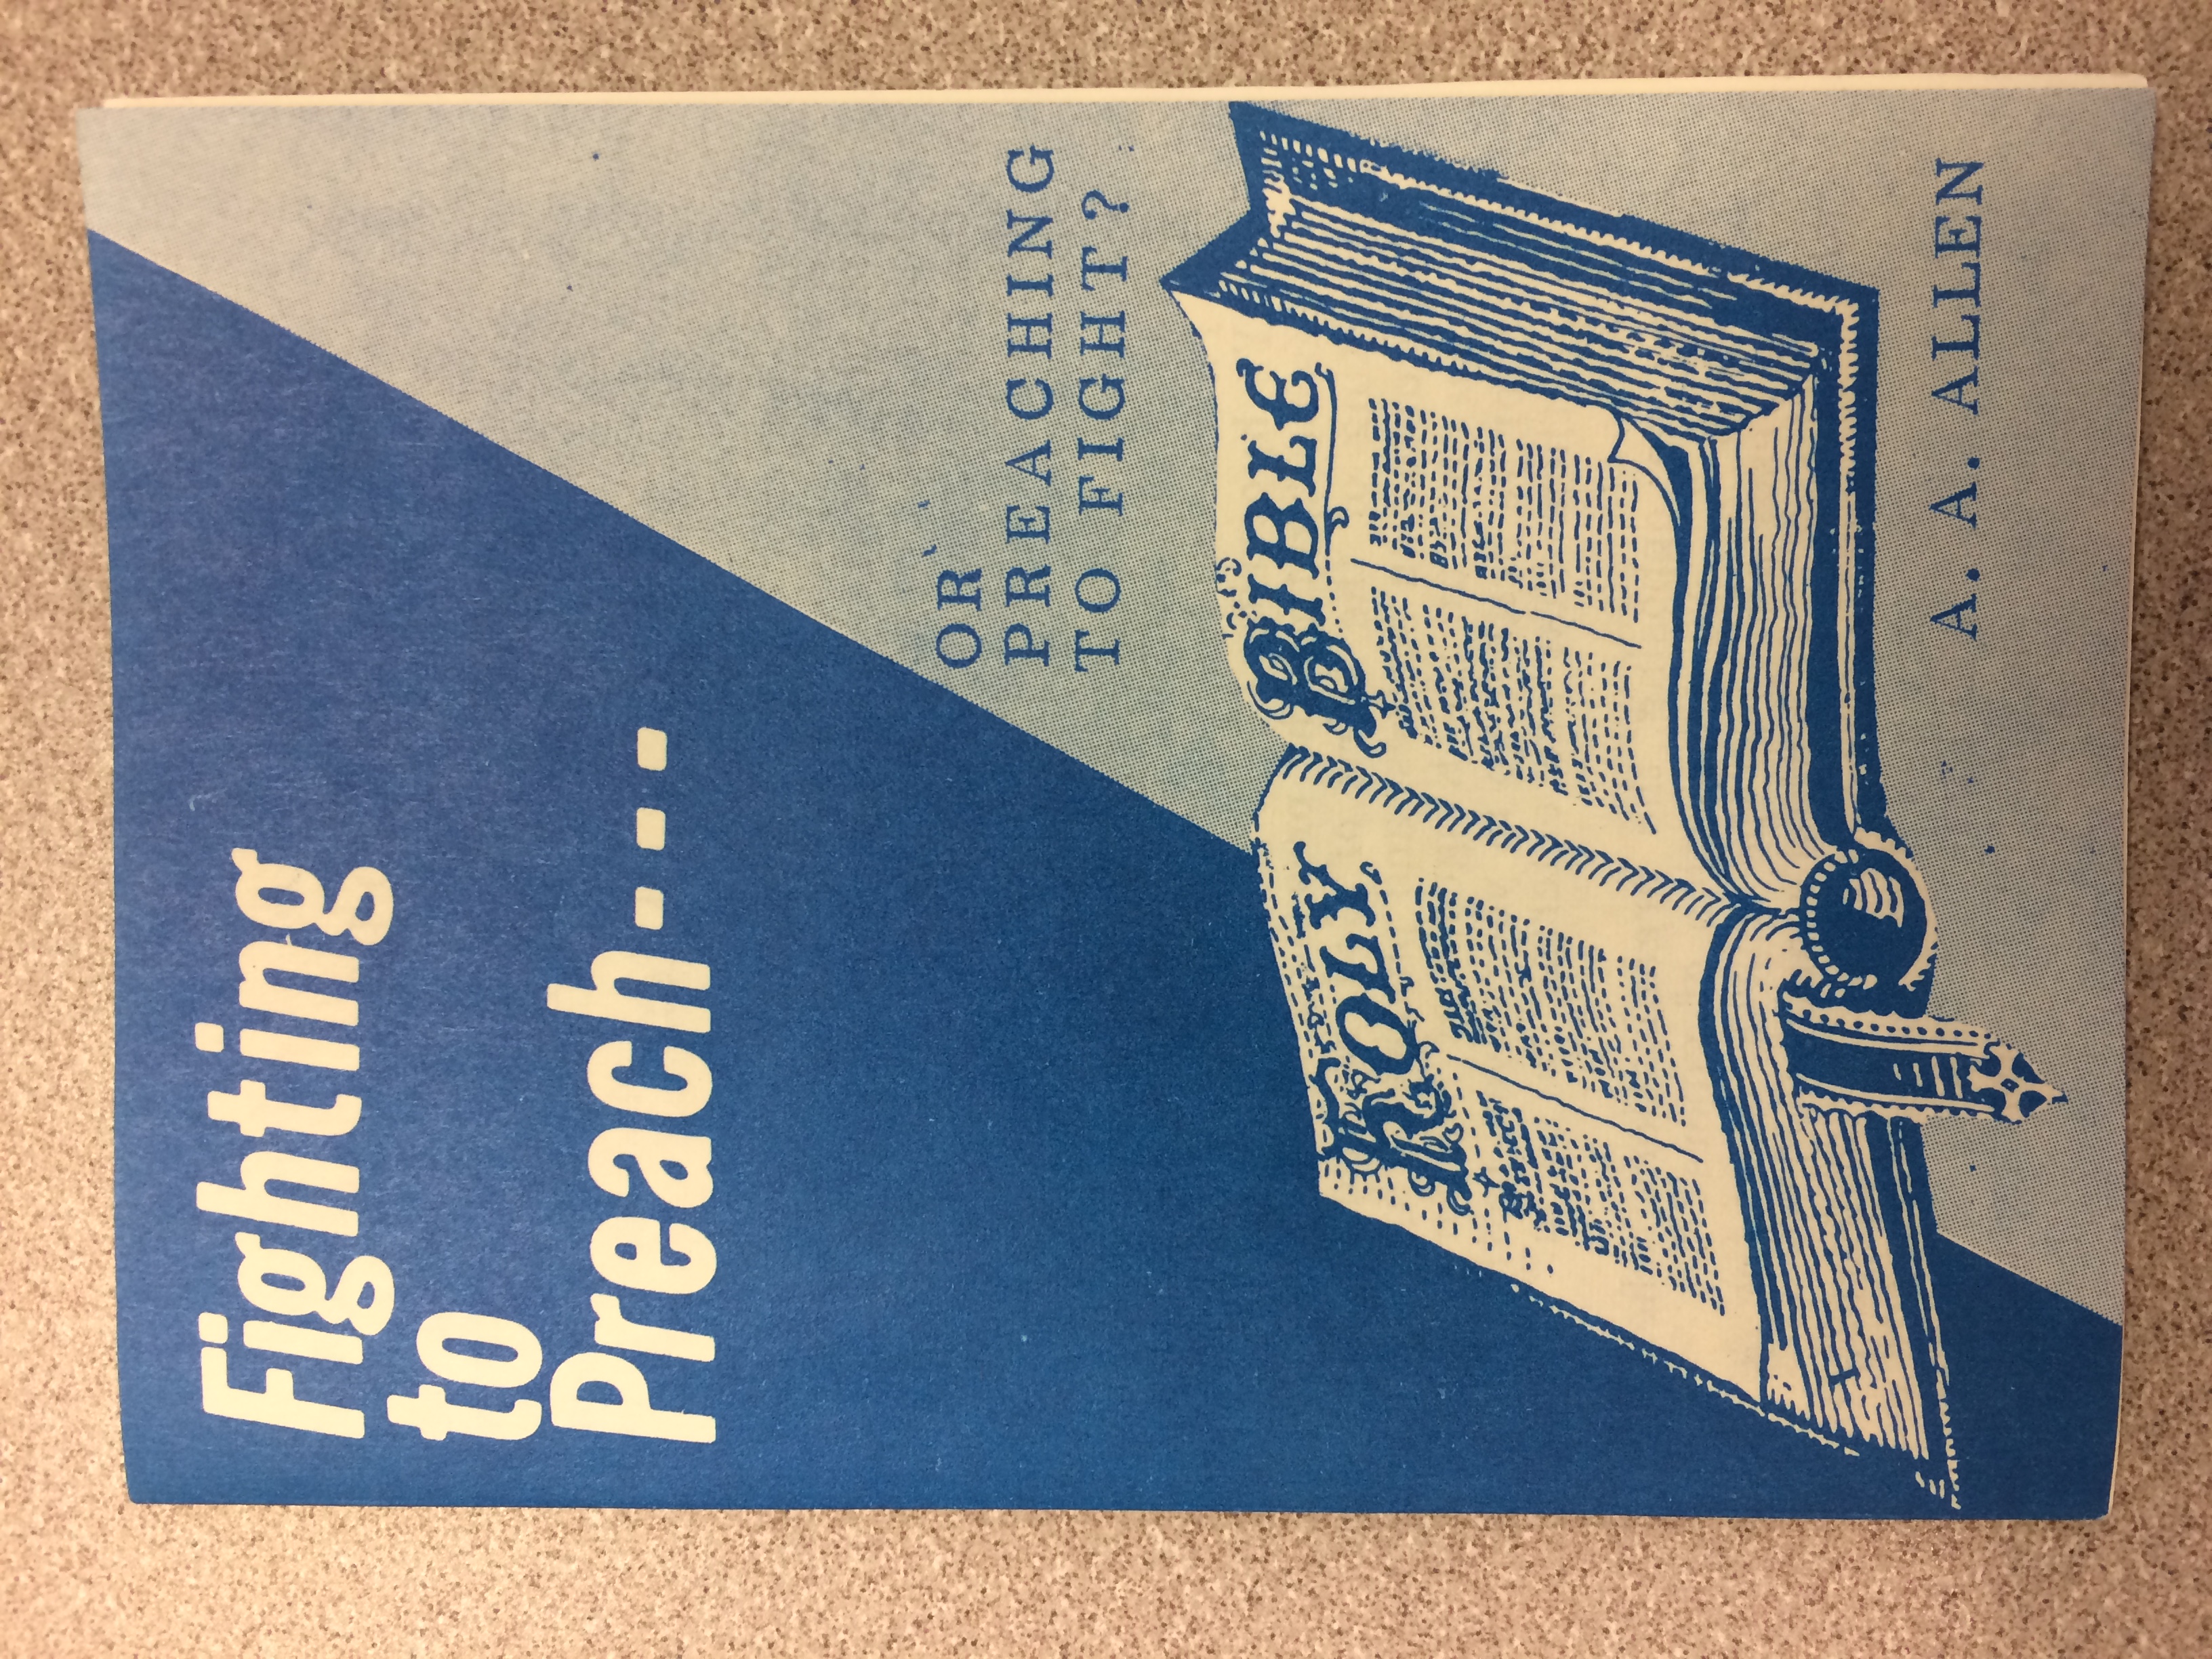 Fighting
to
Preach----
OR
PREACHING
TO FIGHT?
HOLY BIBLE
A. A. ALLEN